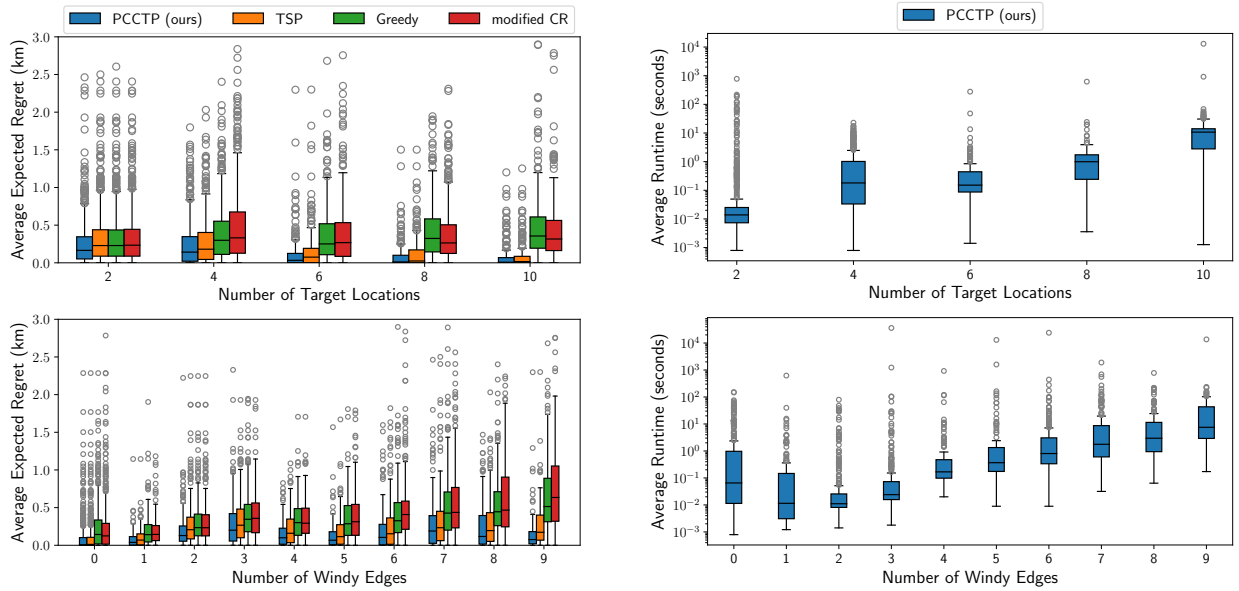 PCCTP (ours) TSP Greedy modified CR
3.0
2.5
2.0
1.5
1.0
0.5
0.0
Average Expected Regret (km)
2 4 6 8 10
Number of Target Locations
PCCTP (ours)
10^4
10^3
10^2
10^1
10^0
10^-1
10^-2
10^-3
Average Runtime (seconds)
2 4 6 8 10
Number of Target Locations
3.0
2.5
2.0
1.5
1.0
0.5
0.0
Average Expected Regret (km)
0 1 2 3 4 5 6 7 8 9
Number of Windy Edges
10^4
10^3
10^2
10^1
10^0
10^-1
10^-2
10^-3
Average Runtime (seconds)
0 1 2 3 4 5 6 7 8 9
Number of Windy Edges